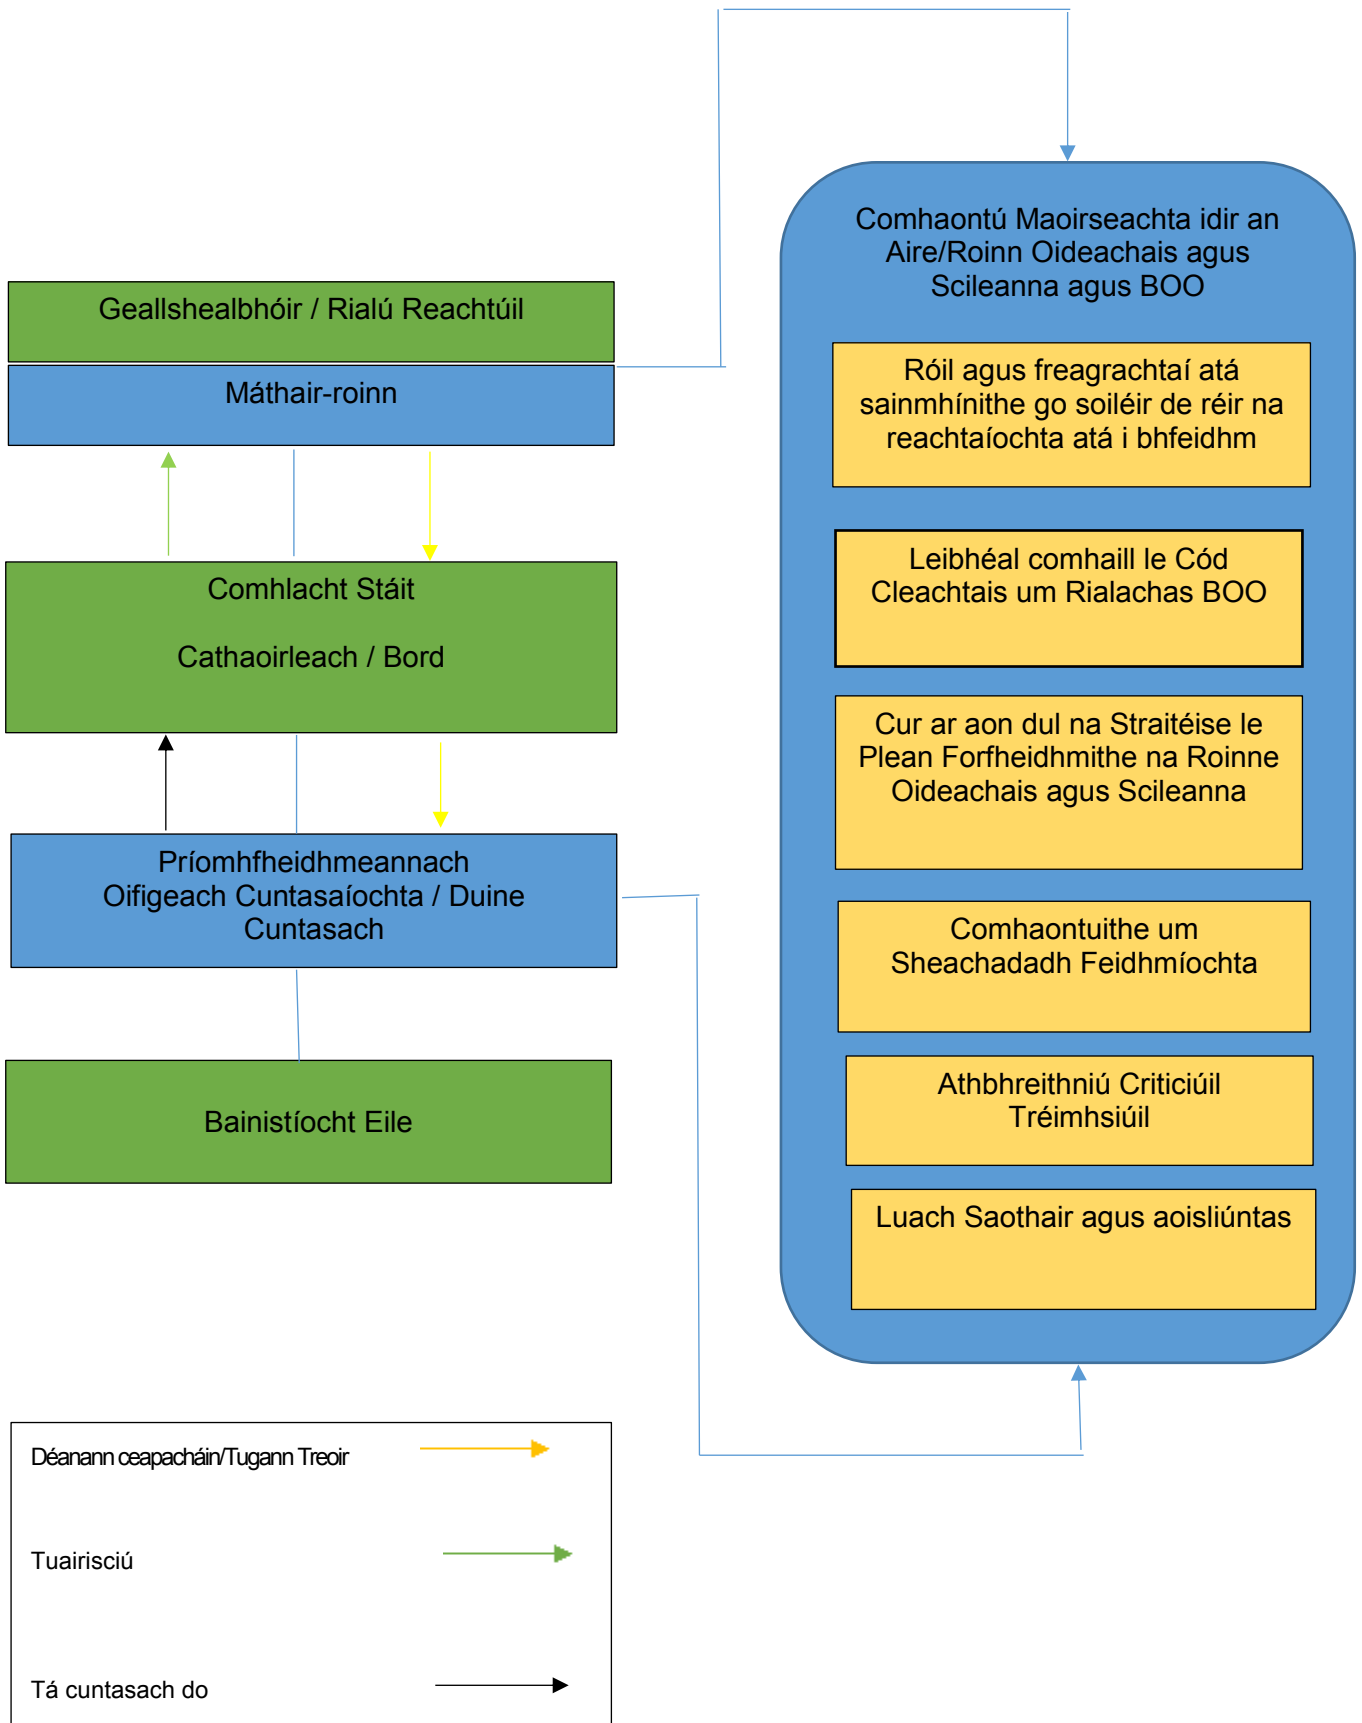 Geallshealbhóir / Rialú Reachtúil
Máthair-roinn
Comhlacht Stáit
Cathaoirleach / Bord
Príomhfheidhmeannach
Oifigeach Cuntasaíochta / Duine
Cuntasach
Bainistíocht Eile
Comhaontú Maoirseachta idir an
Aire/Roinn Oideachais agus
Scileanna agus BOO
Róil agus freagrachtaí atá
sainmhínithe go soiléir de réir na
reachtaíochta atá i bhfeidhm
Leibhéal comhaill le Cód
Cleachtais um Rialachas BOO
Cur ar aon dul na Straitéise le
Plean Forfheidhmithe na Roinne
Oideachais agus Scileanna
Comhaontuithe um
Sheachadadh Feidhmíochta
Athbhreithniú Criticiúil
Tréimhsiúil
Luach Saothair agus aoisliúntas
Déanann ceapacháin/Tugann Treoir
Tuairisciú
Tá cuntasach do